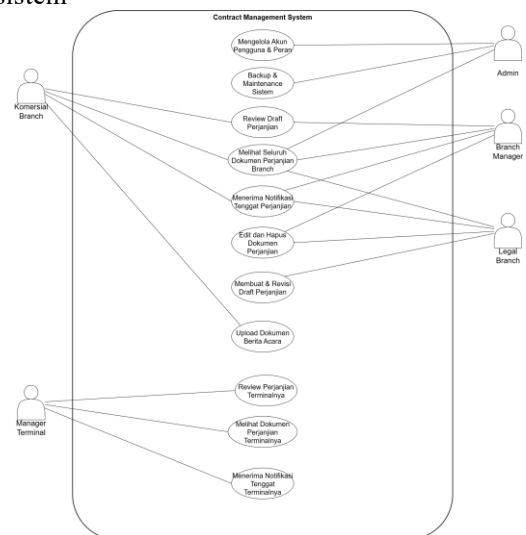 sistem
Contract Management System
Mengelola Akun
Pengguna & Peran
Backup &
Maintenance
Sistem
Review Draft
Perjanjian
Melihat Seluruh
Dokumen Perjanjian
Branch
Menerima Notifikasi
Tenggat Perjanjian
Edit dan Hapus
Dokumen
Perjanjian
Membuat & Revisi
Draft Perjanjian
Upload Dokumen
Berita Acara
Review Perjanjian
Terminalnya
Melihat Dokumen
Perjanjian
Terminalnya
Menerima Notifikasi
Tenggat
Terminalnya
Komersial
Branch
Manager
Terminal
Admin
Branch
Manager
Legal
Branch